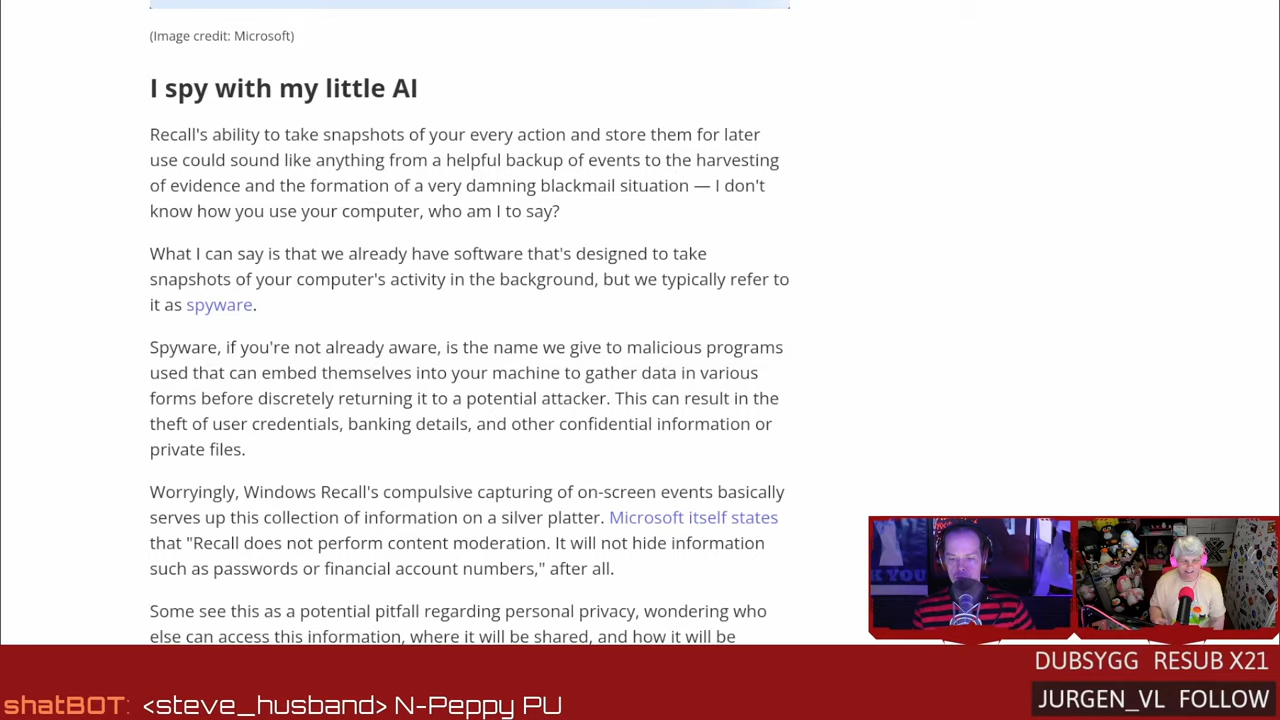 (Image credit: Microsoft)
I spy with my little AI
Recall's ability to take snapshots of your every action and store them for later
use could sound like anything from a helpful backup of events to the harvesting
of evidence and the formation of a very damning blackmail situation — I don't
know how you use your computer, who am I to say?
What I can say is that we already have software that's designed to take
snapshots of your computer's activity in the background, but we typically refer to
it as spyware.
Spyware, if you're not already aware, is the name we give to malicious programs
used that can embed themselves into your machine to gather data in various
forms before discretely returning it to a potential attacker. This can result in the
theft of user credentials, banking details, and other confidential information or
private files.
Worryingly, Windows Recall's compulsive capturing of on-screen events basically
serves up this collection of information on a silver platter. Microsoft itself states
that "Recall does not perform content moderation. It will not hide information
such as passwords or financial account numbers," after all.
Some see this as a potential pitfall regarding personal privacy, wondering who
else can access this information, where it will be shared, and how it will be
K YOU
DUBSYGG RESUB X21
JURGEN_VL FOLLOW
shatBOT: <steve_husband> N-Peppy PU